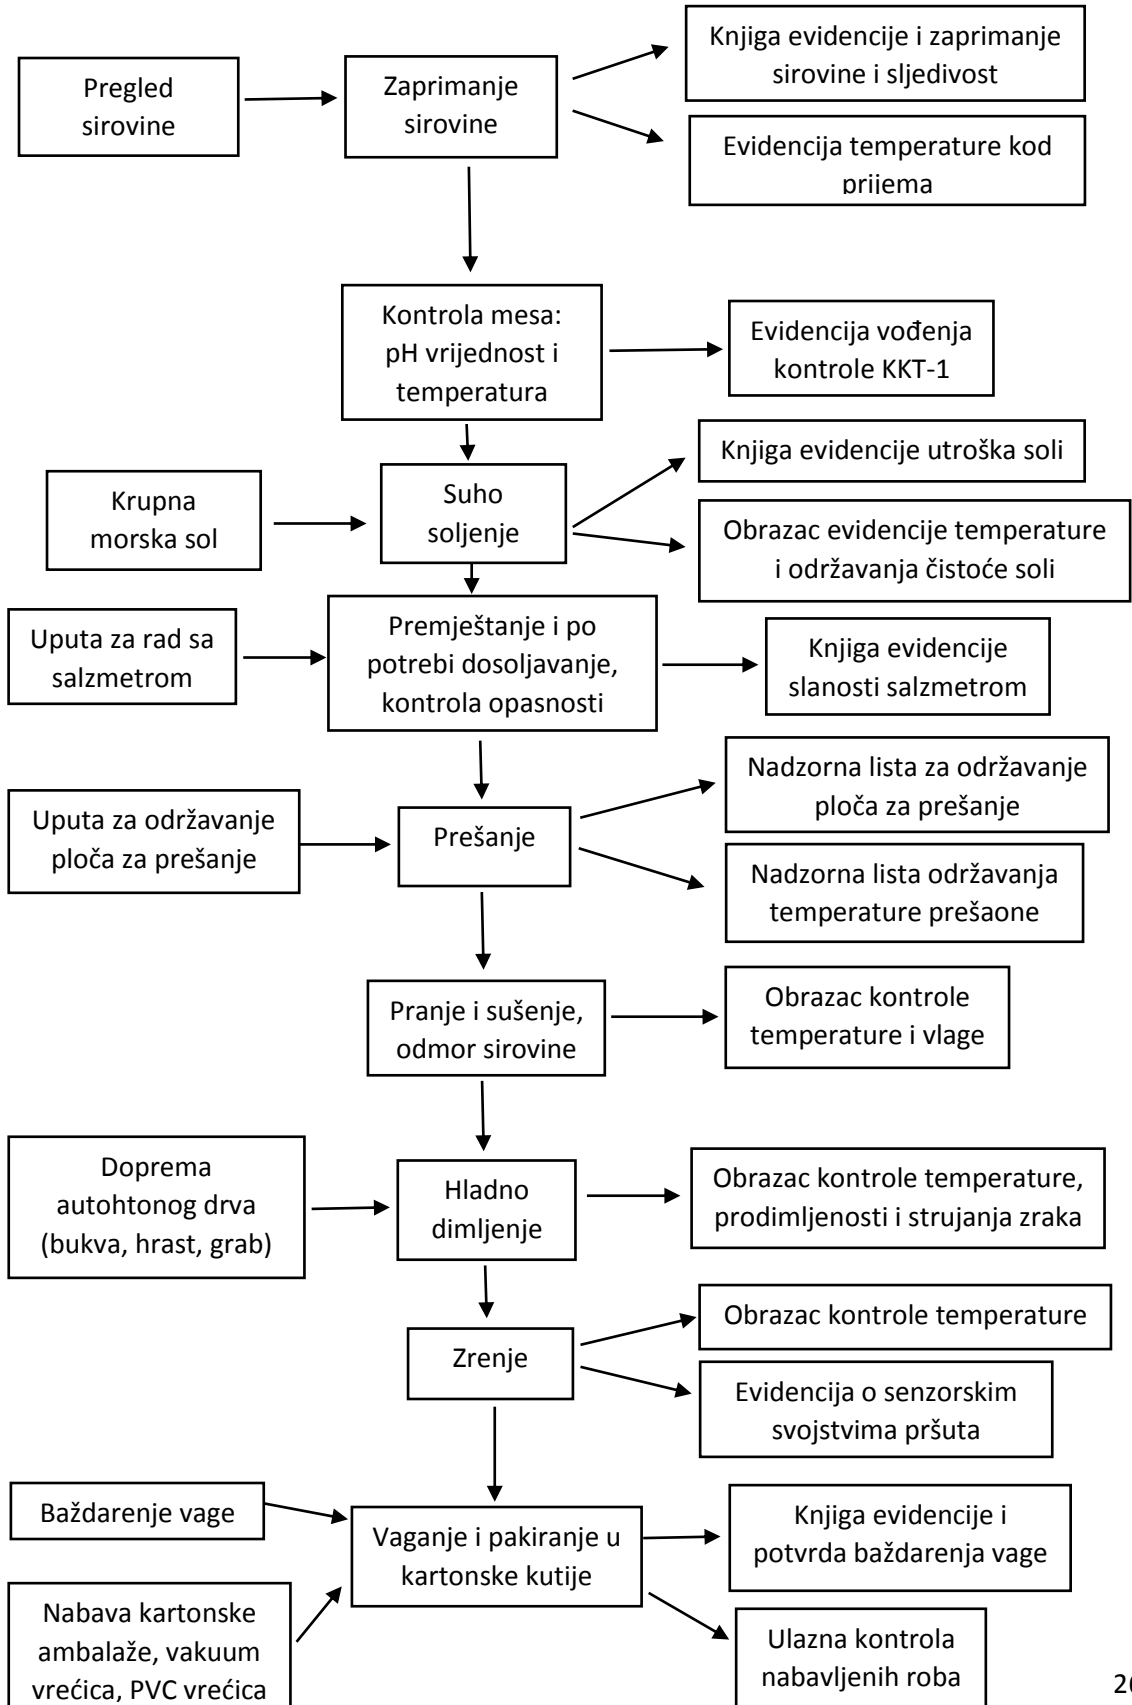 Pregled
sirovine
Zaprimanje
sirovine
Knjiga evidencije i zaprimanje
sirovine i sljedivost
Evidencija temperature kod
prijema
Kontrola mesa:
pH vrijednost i
temperatura
Evidencija vođenja
kontrole KKT-1
Krupna
morska sol
Suho
soljenje
Knjiga evidencije utroška soli
Obrazac evidencije temperature
i održavanja čistoće soli
Uputa za rad sa
salzmetrom
Premještanje i po
potrebi dosoljavanje,
kontrola opasnosti
Knjiga evidencije
slanosti salzmetrom
Uputa za održavanje
ploča za prešanje
Prešanje
Nadzorna lista za održavanje
ploča za prešanje
Nadzorna lista održavanja
temperature prešaone
Pranje i sušenje,
odmor sirovine
Obrazac kontrole
temperature i vlage
Doprema
autohtonog drva
(bukva, hrast, grab)
Hladno
dimljenje
Obrazac kontrole temperature,
prodimljenosti i strujanja zraka
Zrenje
Obrazac kontrole temperature
Evidencija o senzorskim
svojstvima pršuta
Baždarenje vage
Nabava kartonske
ambalaže, vakuum
vrećica, PVC vrećica
Vaganje i pakiranje u
kartonske kutije
Knjiga evidencije i
potvrda baždarenja vage
Ulazna kontrola
nabavljenih roba